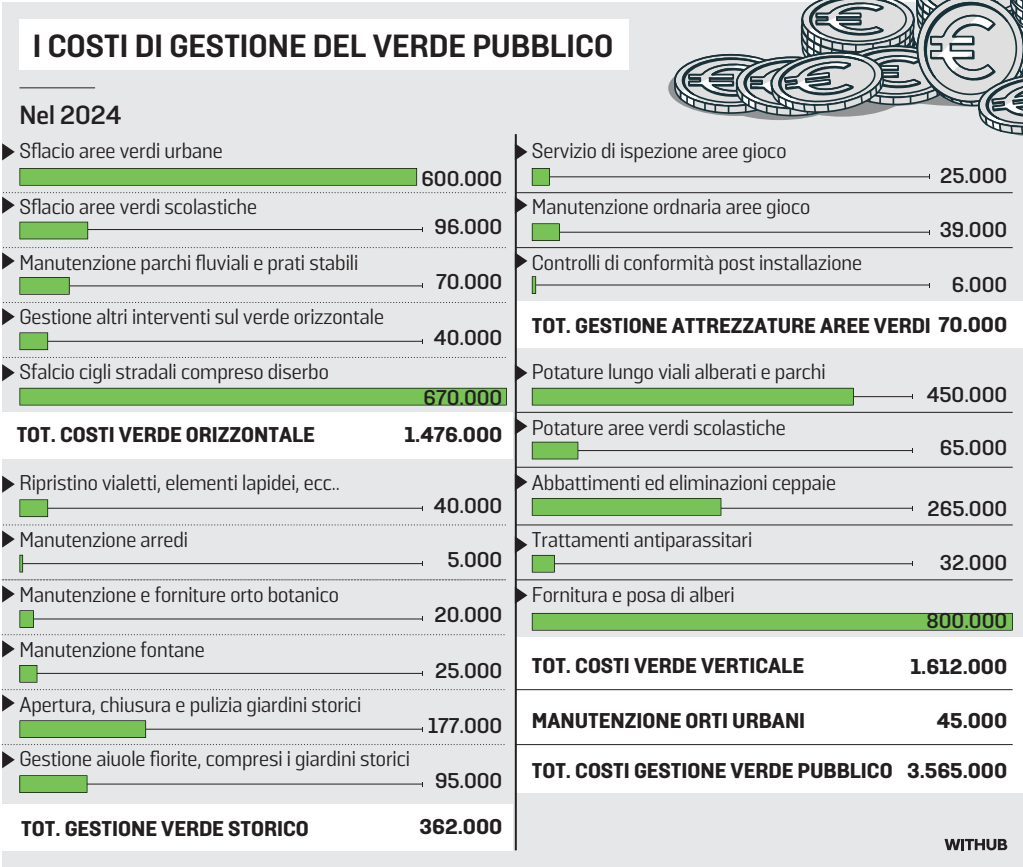 I COSTI DI GESTIONE DEL VERDE PUBBLICO
Nel 2024
Sflacio aree verdi urbane
600.000
Sflacio aree verdi scolastiche
96.000
Manutenzione parchi fluviali e prati stabili
70.000
Gestione altri interventi sul verde orizzontale
40.000
Sfalcio cigli stradali compreso diserbo
670.000
TOT. COSTI VERDE ORIZZONTALE 1.476.000
Ripristino vialetti, elementi lapidei, ecc..
40.000
Manutenzione arredi
5.000
Manutenzione e forniture orto botanico
20.000
Manutenzione fontane
25.000
Apertura, chiusura e pulizia giardini storici
177.000
Gestione aiuole fiorite, compresi i giardini storici
95.000
TOT. GESTIONE VERDE STORICO 362.000
Servizio di ispezione aree gioco
25.000
Manutenzione ordnaria aree gioco
39.000
Controlli di conformità post installazione
6.000
TOT. GESTIONE ATTREZZATURE AREE VERDI 70.000
Potature lungo viali alberati e parchi
450.000
Potature aree verdi scolastiche
65.000
Abbattimenti ed eliminazioni ceppaie
265.000
Trattamenti antiparassitari
32.000
Fornitura e posa di alberi
800.000
TOT. COSTI VERDE VERTICALE 1.612.000
MANUTENZIONE ORTI URBANI 45.000
TOT. COSTI GESTIONE VERDE PUBBLICO 3.565.000
WITHUB